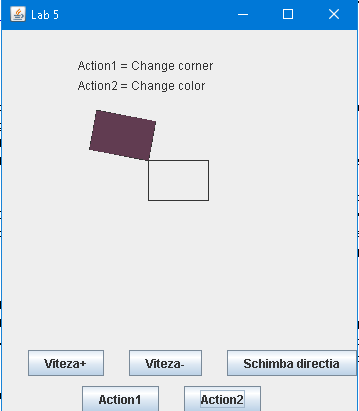 Lab 5
Action1 = Change corner
Action2 = Change color
Viteza+ Viteza- Schimba directia
Action1 Action2